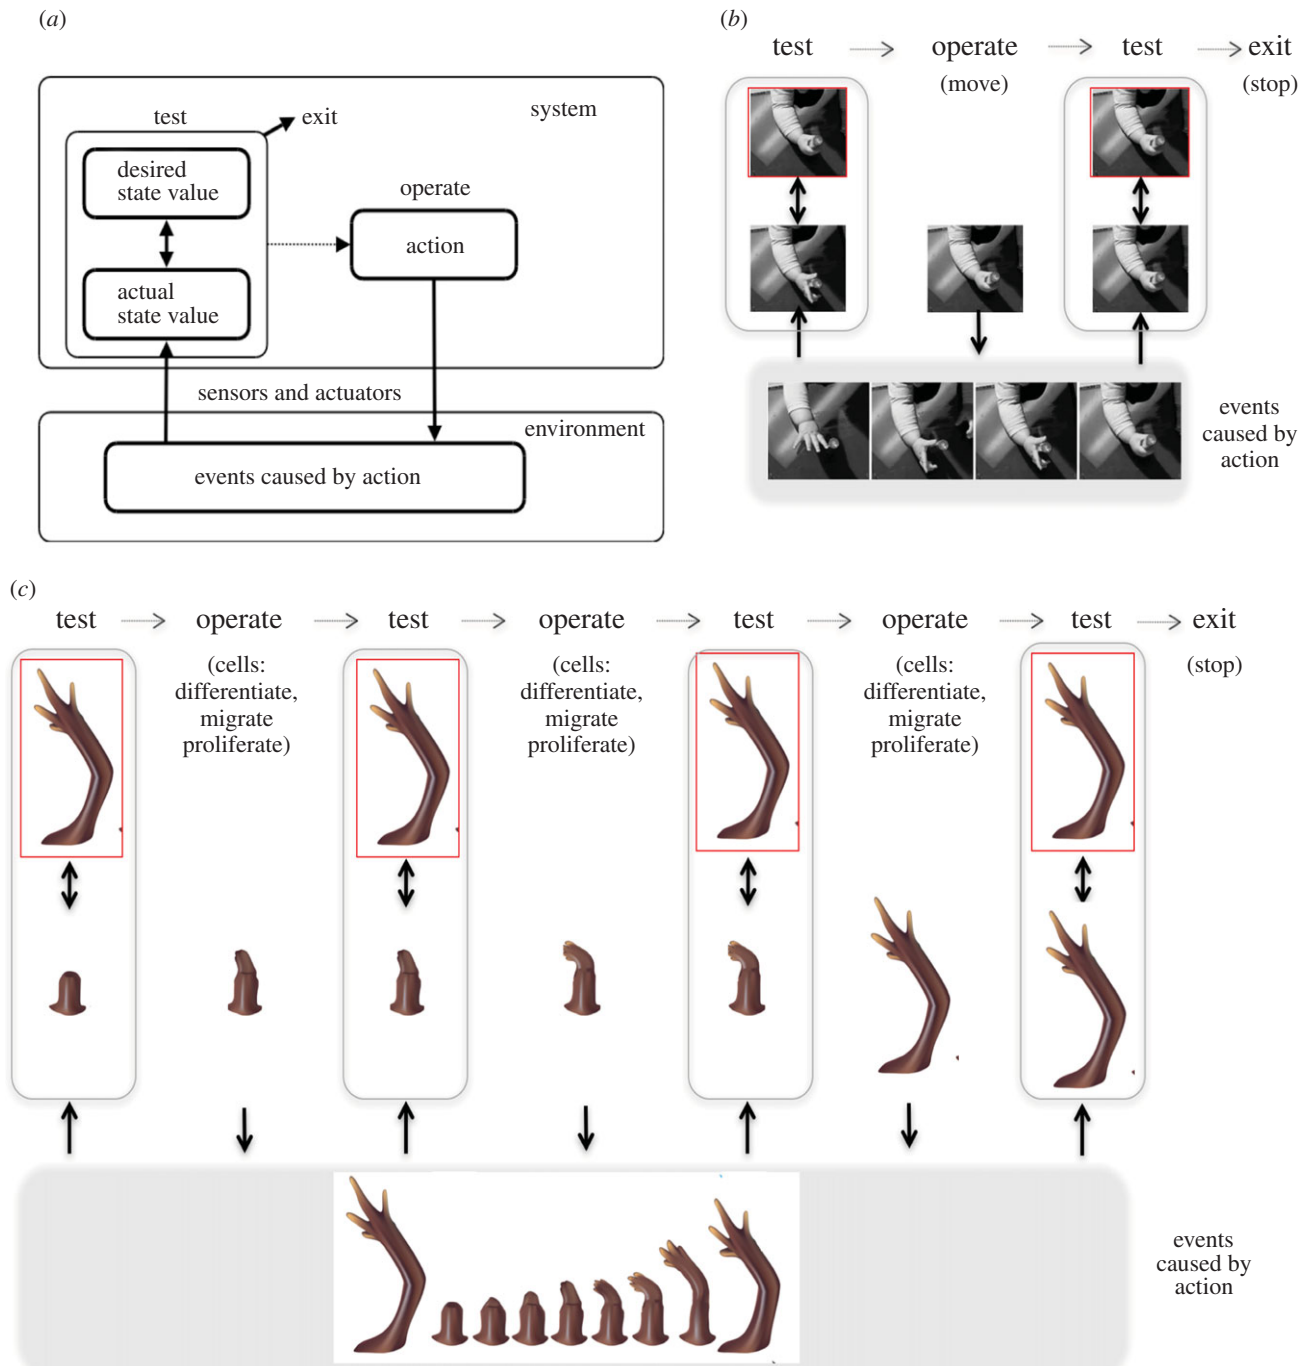 (a)
system
test
exit
desired
state value
operate
action
actual
state value
sensors and actuators
environment
events caused by action
(b)
test
operate
test
exit
(move)
(stop)
events
caused by
action
(c)
test
operate
test
operate
test
operate
test
exit
(cells:
differentiate,
migrate
proliferate)
(cells:
differentiate,
migrate
proliferate)
(cells:
differentiate,
migrate
proliferate)
(stop)
events
caused by
action